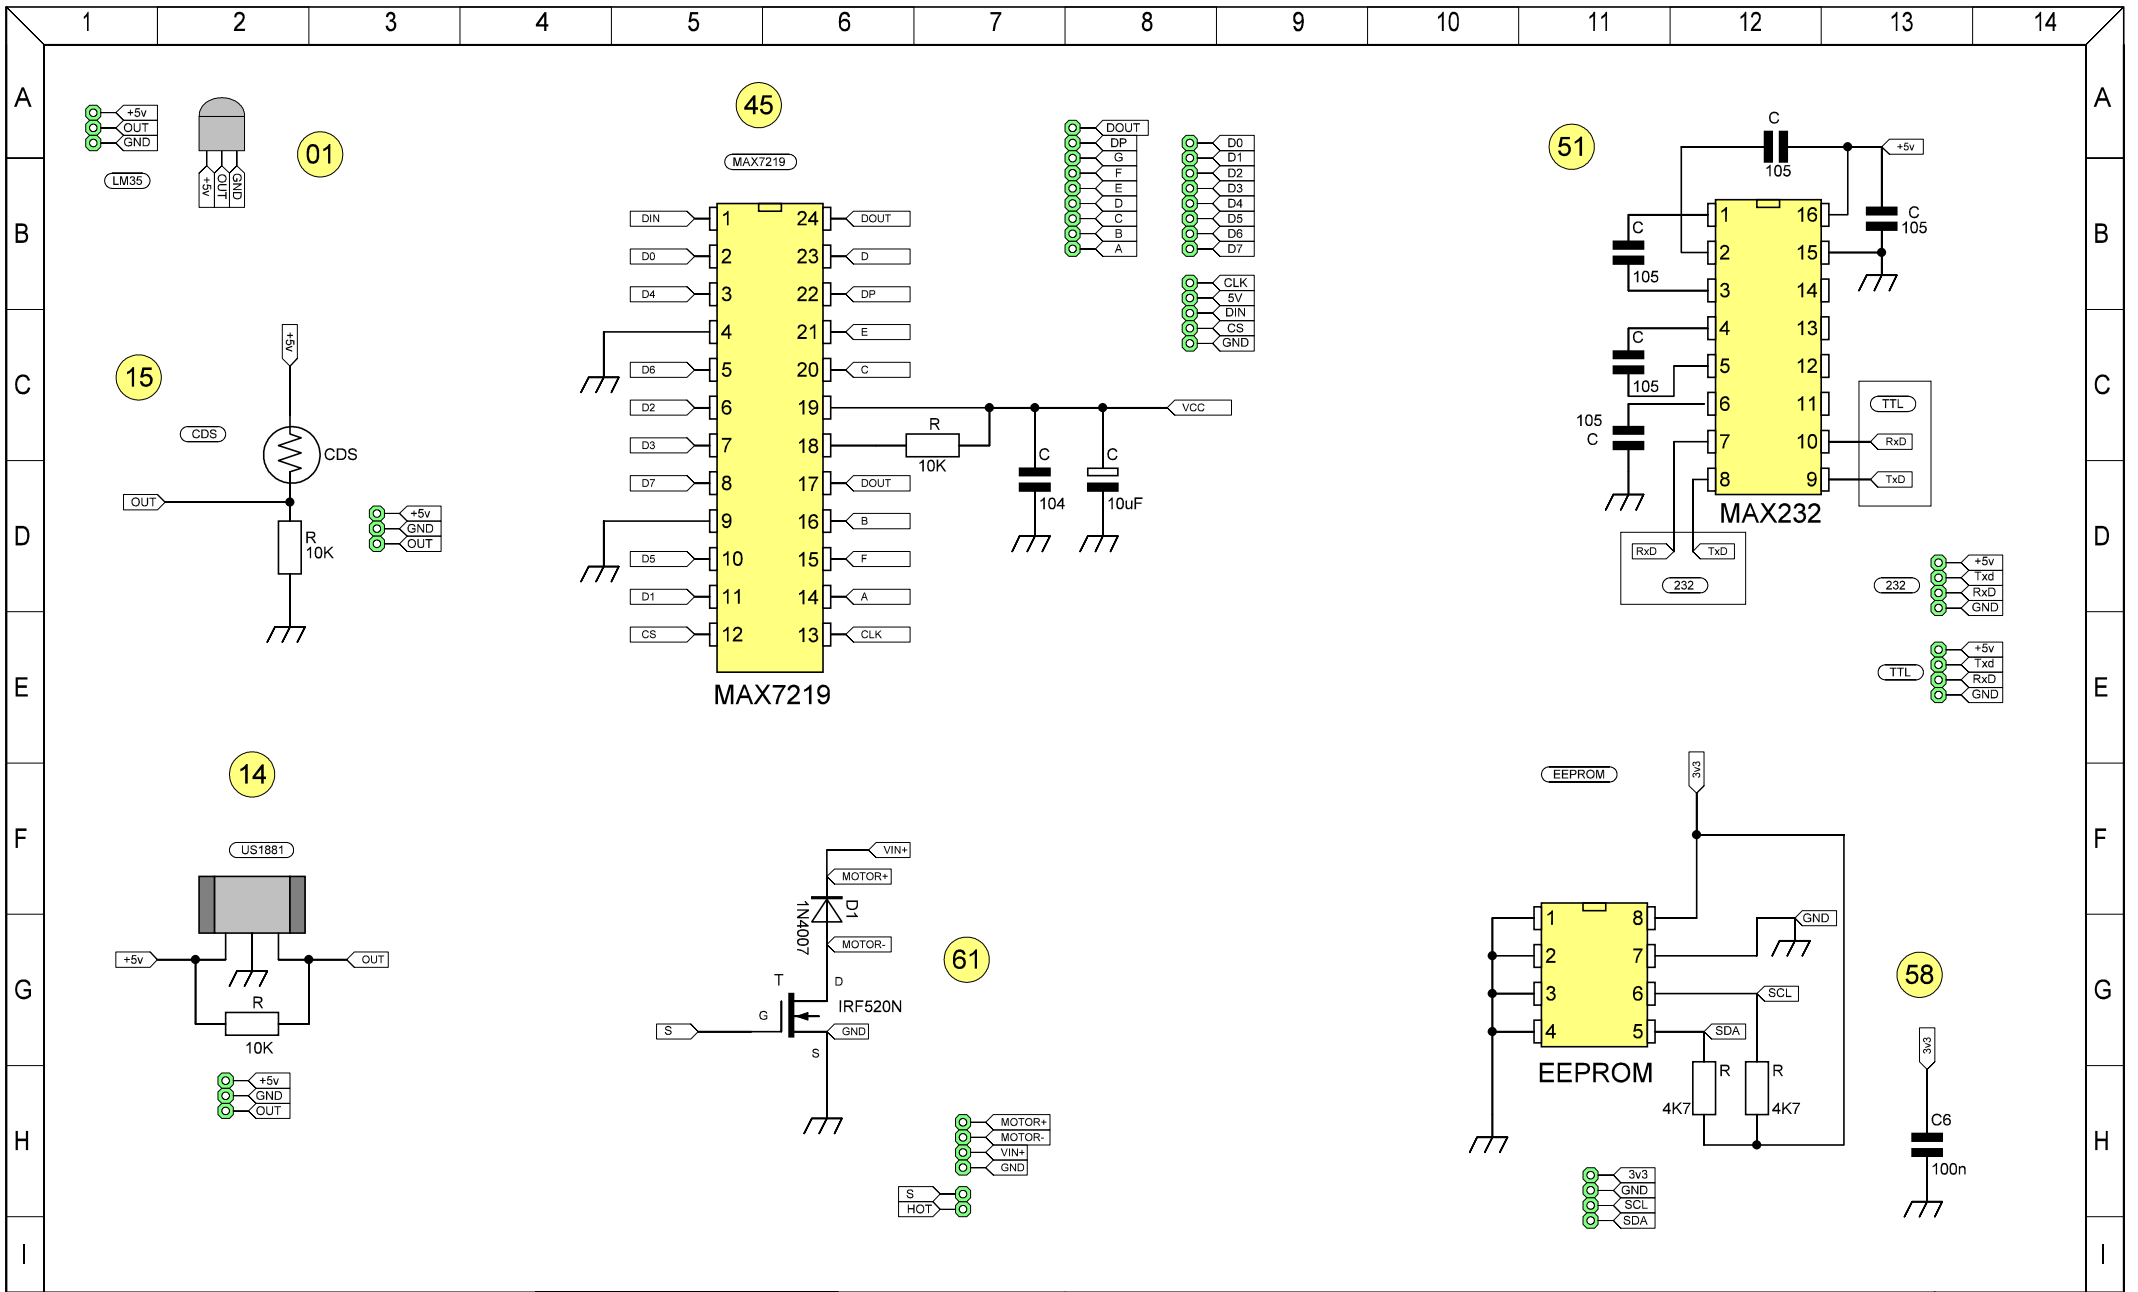 1 2 3 4 5 6 7 8 9 10 11 12 13 14
A A
B B
C C
D D
E E
F F
G G
H H
I I
+5v
OUT
GND
LM35
+5v
OUT
GND
01
15
+5v
CDS
CDS
OUT
R
10K
+5v
GND
OUT
14
US1881
+5v
OUT
R
10K
+5v
GND
OUT
45
MAX7219
DIN 1 24 DOUT
D0 2 23 D
D4 3 22 DP
4 21 E
D6 5 20 C
D2 6 19 VCC
D3 7 18
D7 8 17 DOUT
9 16 B
D5 10 15 F
D1 11 14 A
CS 12 13 CLK
MAX7219
R
10K
C
104
C
10uF
DOUT
DP
G
F
E
D
C
B
A
D0
D1
D2
D3
D4
D5
D6
D7
CLK
5V
DIN
CS
GND
VIN+
MOTOR+
D1
1N4007
MOTOR-
61
T
D
G
IRF520N
S
GND
S
MOTOR+
MOTOR-
VIN+
GND
S
HOT
51
C
105
+5v
C
105
C
105
C
105
105
C
1 16
2 15
3 14
4 13
5 12
6 11
7 10
8 9
MAX232
TTL
RxD
TxD
RxD
TxD
232
232
+5v
Txd
RxD
GND
TTL
+5v
Txd
RxD
GND
EEPROM
3v3
1 8
2 7
3 6
4 5
GND
SCL
SDA
EEPROM
R
4K7
R
4K7
3v3
GND
SCL
SDA
58
3v3
C6
100n